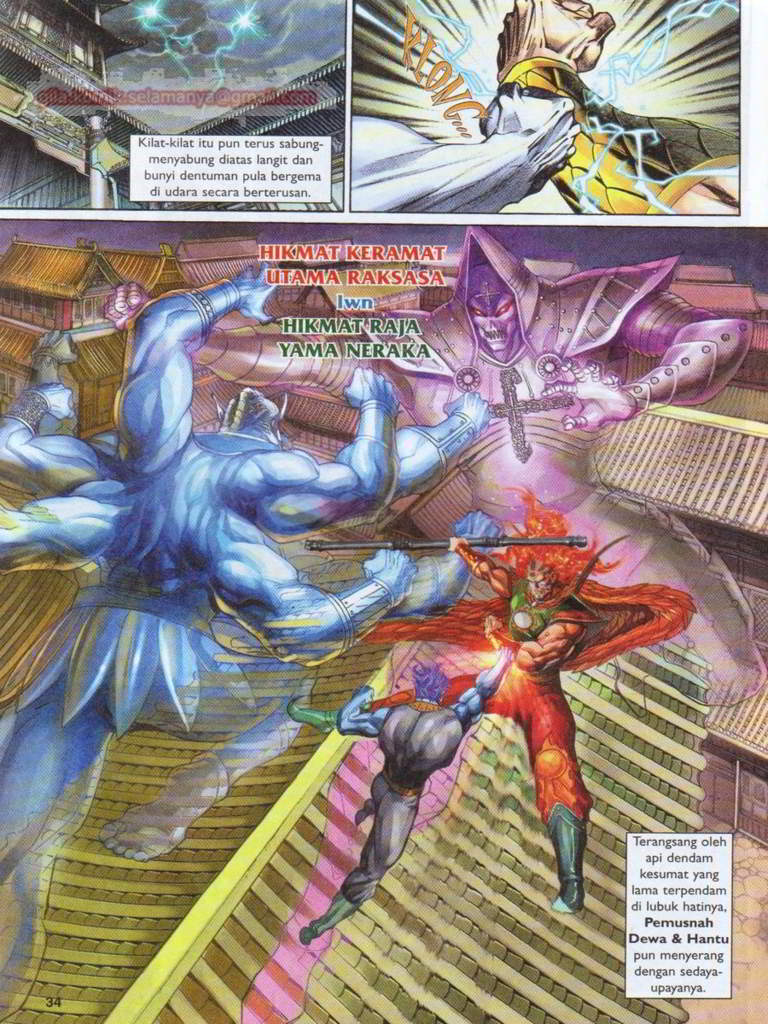 Kilat-kilat itu pun terus sabung-
menyabung diatas langit dan
bunyi dentuman pula bergema
di udara secara berterusan.
KLONG...
HIKMAT KERAMAT
UTAMA RAKSASA
lwn
HIKMAT RAJA
YAMA NERAKA
Terangsang oleh
api dendam
kesumat yang
lama terpendam
di lubuk hatinya,
Pemusnah
Dewa & Hantu
pun menyerang
dengan sedaya-
upayanya.
34